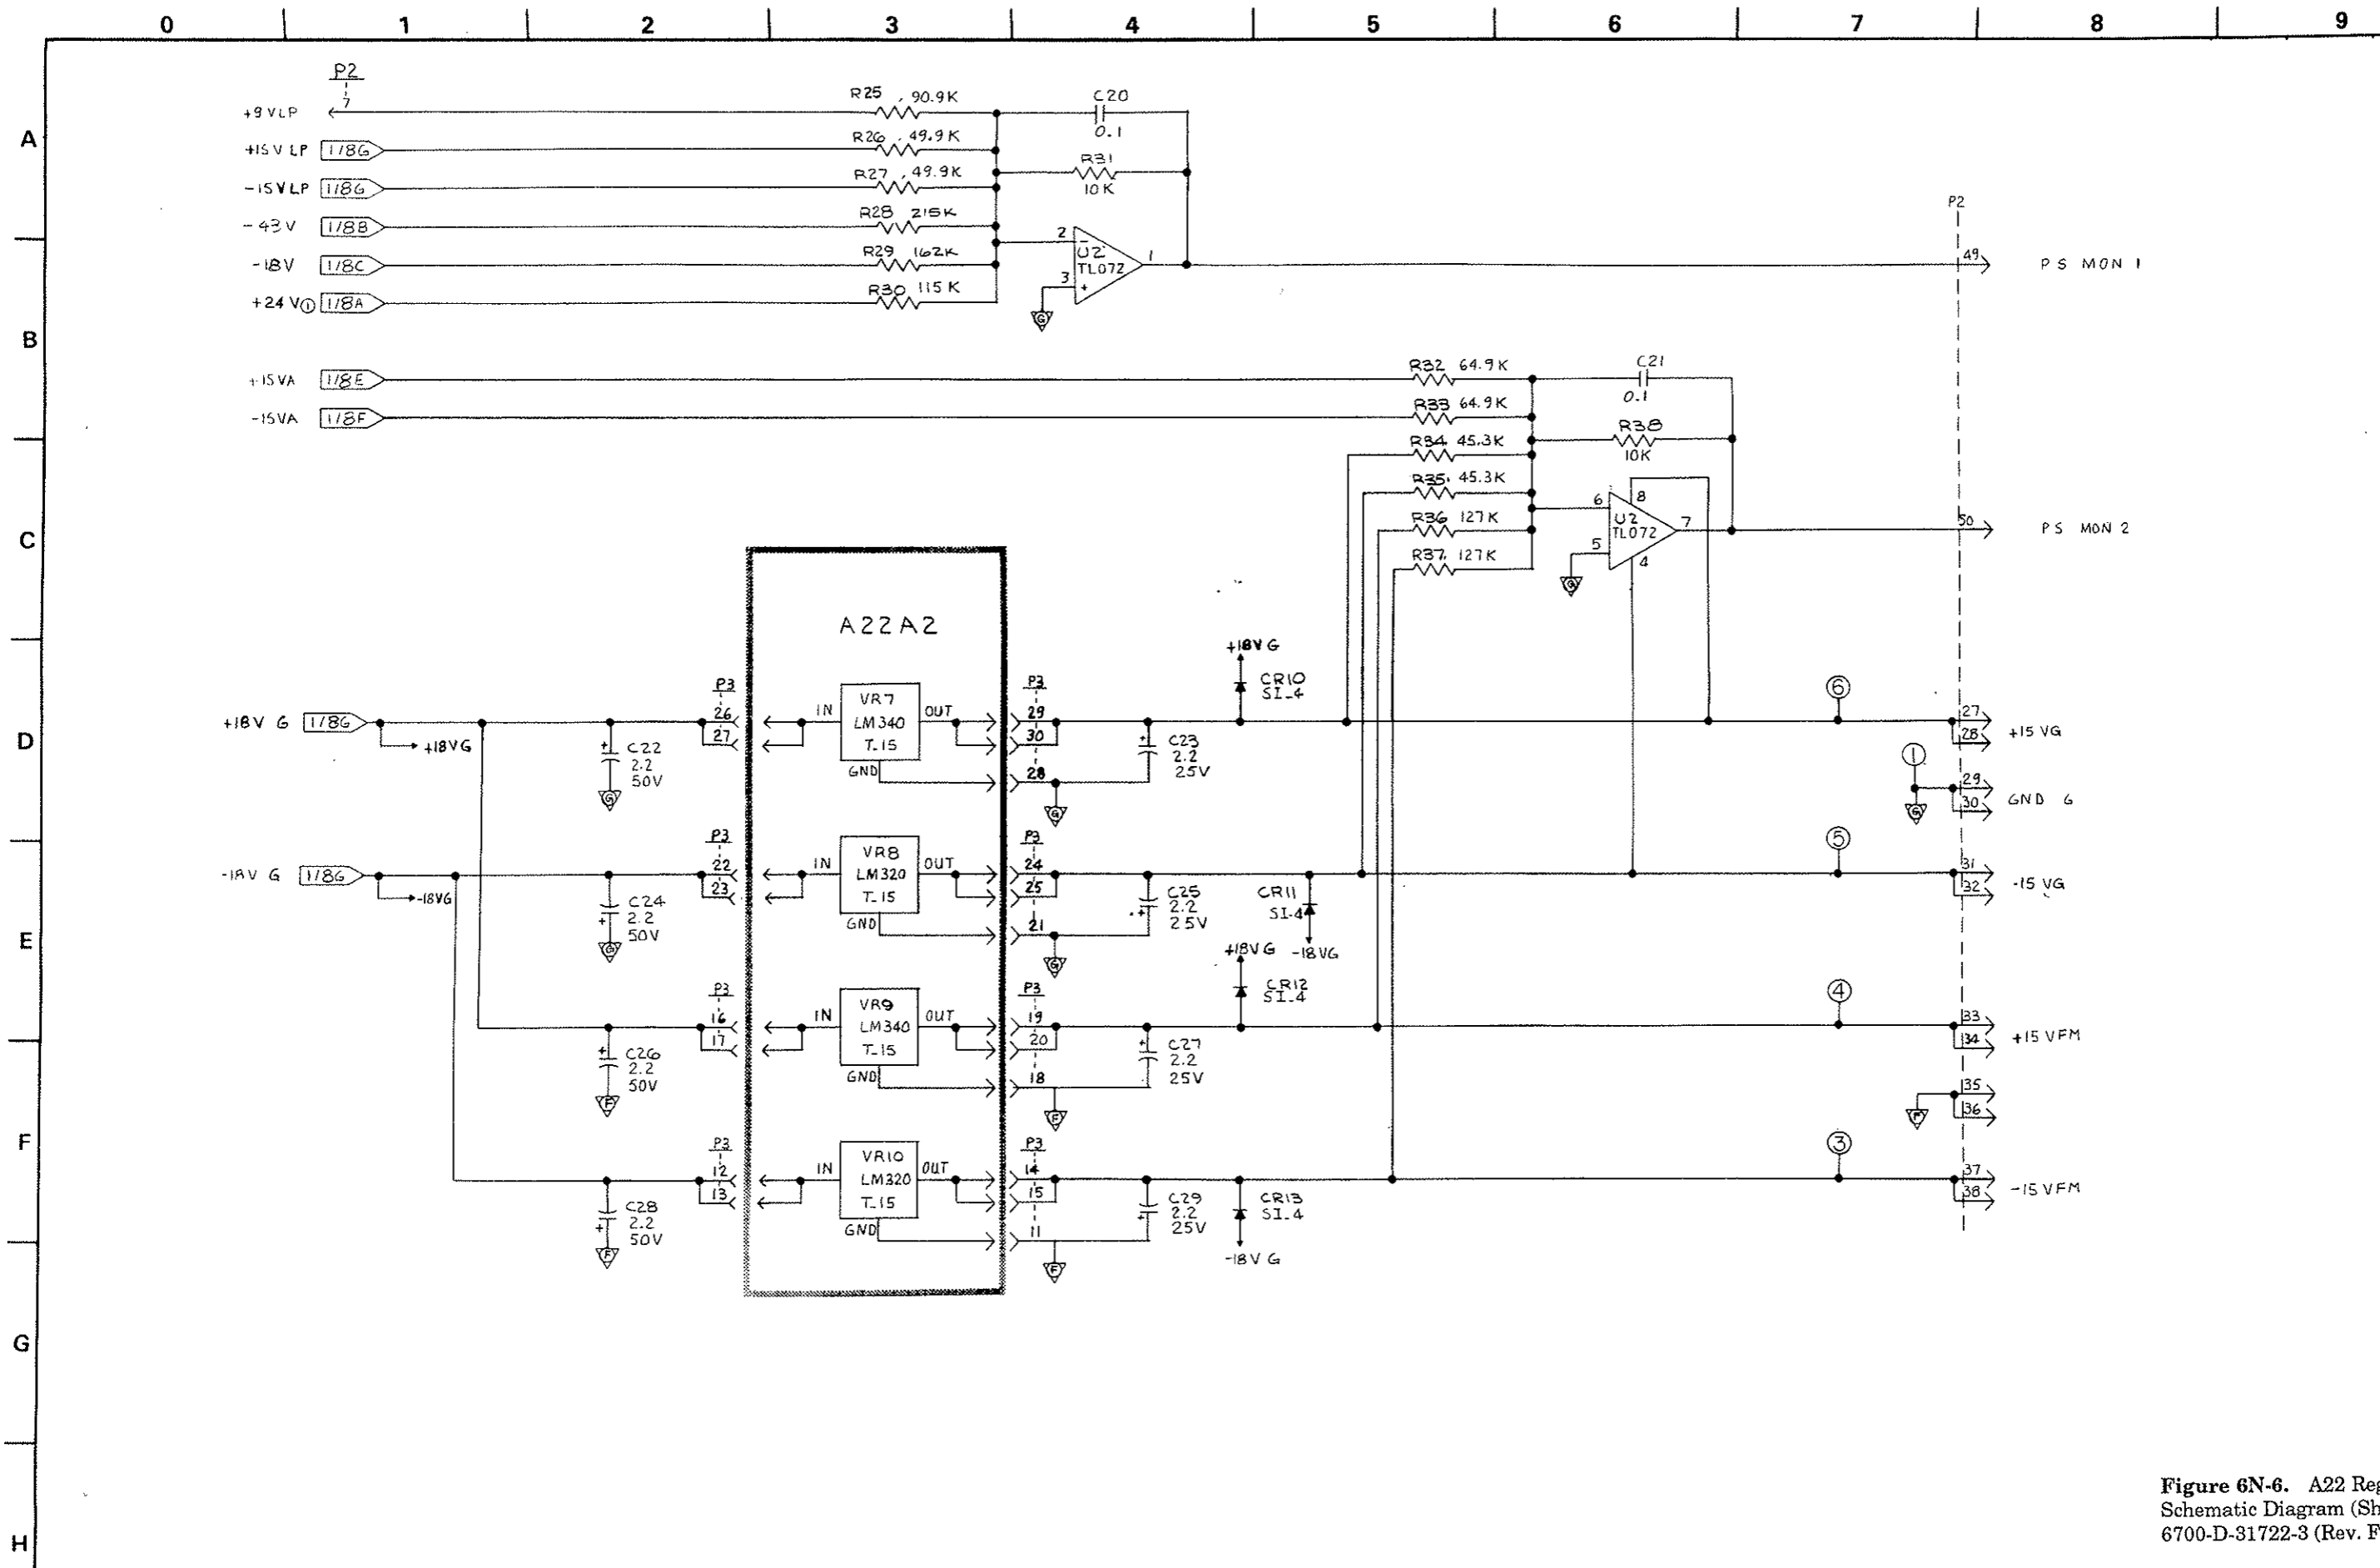 0 1 2 3 4 5 6 7 8 9
A
B
C
D
E
F
G
H
P2
7
+9VLP
R25 90.9K
C20
0.1
+15V LP 1/8G
R26 49.9K
R31
10K
-15VLP 1/8G
R27 49.9K
-43V 1/8B
R28 215K
-18V 1/8C
R29 162K
+24V① 1/8A
R30 115K
2 −
U2
TL072
1
3 +
G
P2
49
PS MON 1
+15VA 1/8E
R32 64.9K
C21
0.1
-15VA 1/8F
R33 64.9K
R38
10K
R34 45.3K
R35 45.3K
R36 127K
R37 127K
6
8
U2
TL072
7
5
4
G
50
PS MON 2
A22A2
+18V G 1/8G
+18VG
C22
2.2
50V
G
P3
26
27
IN
VR7
LM340
T-15
OUT
GND
P3
29
30
28
G
C23
2.2
25V
+18V G
CR10
SI-4
⑥
27
28
+15 VG
①
G
29
30
GND G
-18V G 1/8G
-18VG
C24
2.2
50V
G
P3
22
23
IN
VR8
LM320
T-15
OUT
GND
P3
24
25
21
G
C25
2.2
25V
CR11
SI-4
-18VG
⑤
31
32
-15 VG
C26
2.2
50V
F
P3
16
17
IN
VR9
LM340
T-15
OUT
GND
P3
19
20
18
F
C27
2.2
25V
+18VG
CR12
SI-4
④
33
34
+15 VFM
F
35
36
C28
2.2
50V
F
P3
12
13
IN
VR10
LM320
T-15
OUT
GND
P3
14
15
11
F
C29
2.2
25V
CR13
SI-4
-18V G
③
37
38
-15 VFM
Figure 6N-6. A22 Reg
Schematic Diagram (Sh
6700-D-31722-3 (Rev. F